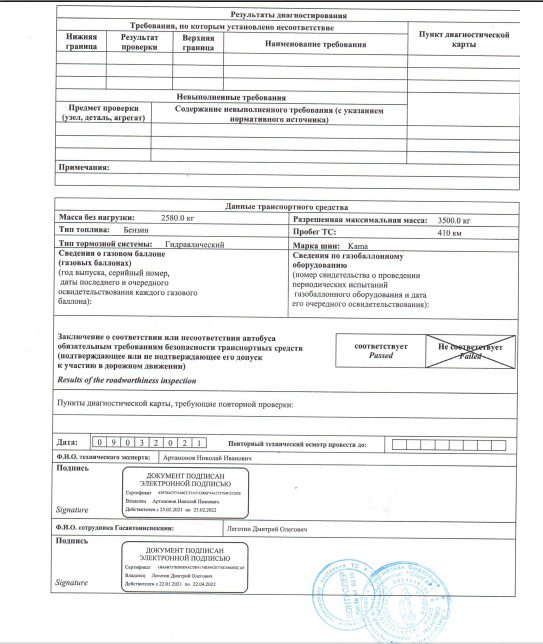 Результаты диагностирования
Требования, по которым установлено несоответствие
Пункт диагностической карты
Нижняя граница
Результат проверки
Верхняя граница
Наименование требования
Невыполненные требования
Предмет проверки (узел, деталь, агрегат)
Содержание невыполненного требования (с указанием нормативного источника)
Примечания:
Данные транспортного средства
Масса без нагрузки: 2580.0 кг
Разрешенная максимальная масса: 3500.0 кг
Тип топлива: Бензин
Пробег ТС: 410 км
Тип тормозной системы: Гидравлический
Марка шин: Kama
Сведения о газовом баллоне
(газовых баллонах)
(год выпуска, серийный номер,
даты последнего и очередного
освидетельствования каждого газового
баллона):
Сведения по газобаллонному
оборудованию
(номер свидетельства о проведении
периодических испытаний
газобаллонного оборудования и дата
его очередного освидетельствования):
Заключение о соответствии или несоответствии автобуса
обязательным требованиям безопасности транспортных средств
(подтверждающее или не подтверждающее его допуск
к участию в дорожном движении)
Results of the roadworthiness inspection
соответствует
Passed
Не соответствует
Failed
Пункты диагностической карты, требующие повторной проверки:
Дата: 0 9 0 3 2 0 2 1
Повторный технический осмотр провести до:
Ф.И.О. технического эксперта: Артамонов Николай Иванович
Подпись
ДОКУМЕНТ ПОДПИСАН
ЭЛЕКТРОННОЙ ПОДПИСЬЮ
Сертификат
Владелец Артамонов Николай Иванович
Действителен с 25.02.2021 по 25.02.2022
Signature
Ф.И.О. сотрудника Госавтоинспекции: Леготин Дмитрий Олегович
Подпись
ДОКУМЕНТ ПОДПИСАН
ЭЛЕКТРОННОЙ ПОДПИСЬЮ
Сертификат
Владелец Леготин Дмитрий Олегович
Действителен с 22.01.2021 по 22.04.2022
Signature